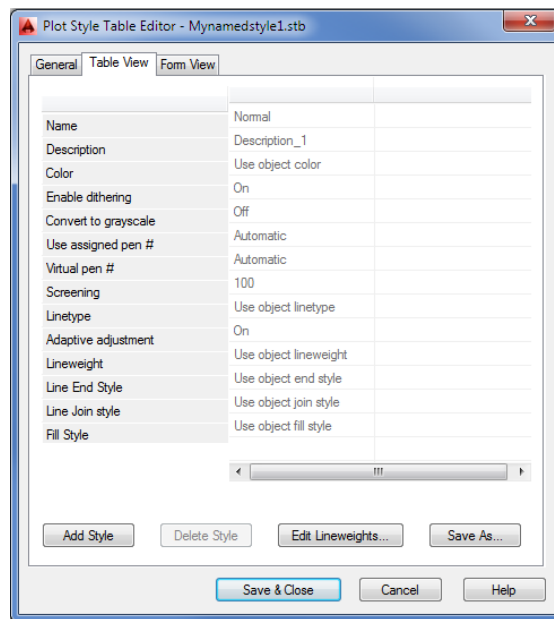 Plot Style Table Editor - Mynamedstyle1.stb
General Table View Form View
Name Normal
Description Description_1
Color Use object color
Enable dithering On
Convert to grayscale Off
Use assigned pen # Automatic
Virtual pen # Automatic
Screening 100
Linetype Use object linetype
Adaptive adjustment On
Lineweight Use object lineweight
Line End Style Use object end style
Line Join style Use object join style
Fill Style Use object fill style
Add Style Delete Style Edit Lineweights... Save As...
Save & Close Cancel Help